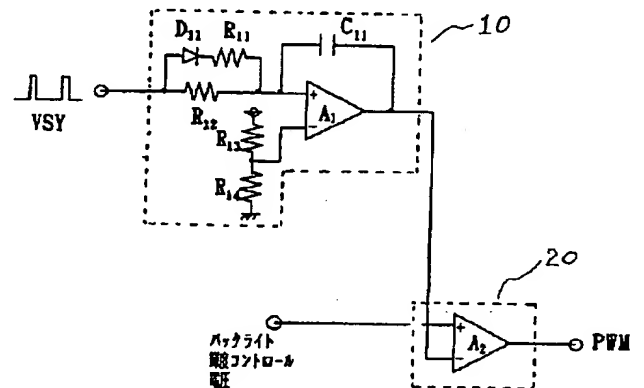 10
D₁₁ R₁₁ C₁₁
VSY
R₁₂
R₁₃
R₁₄
+
−
A₁
20
バックライト
輝度コントロール
電圧
+
−
A₂
PWM